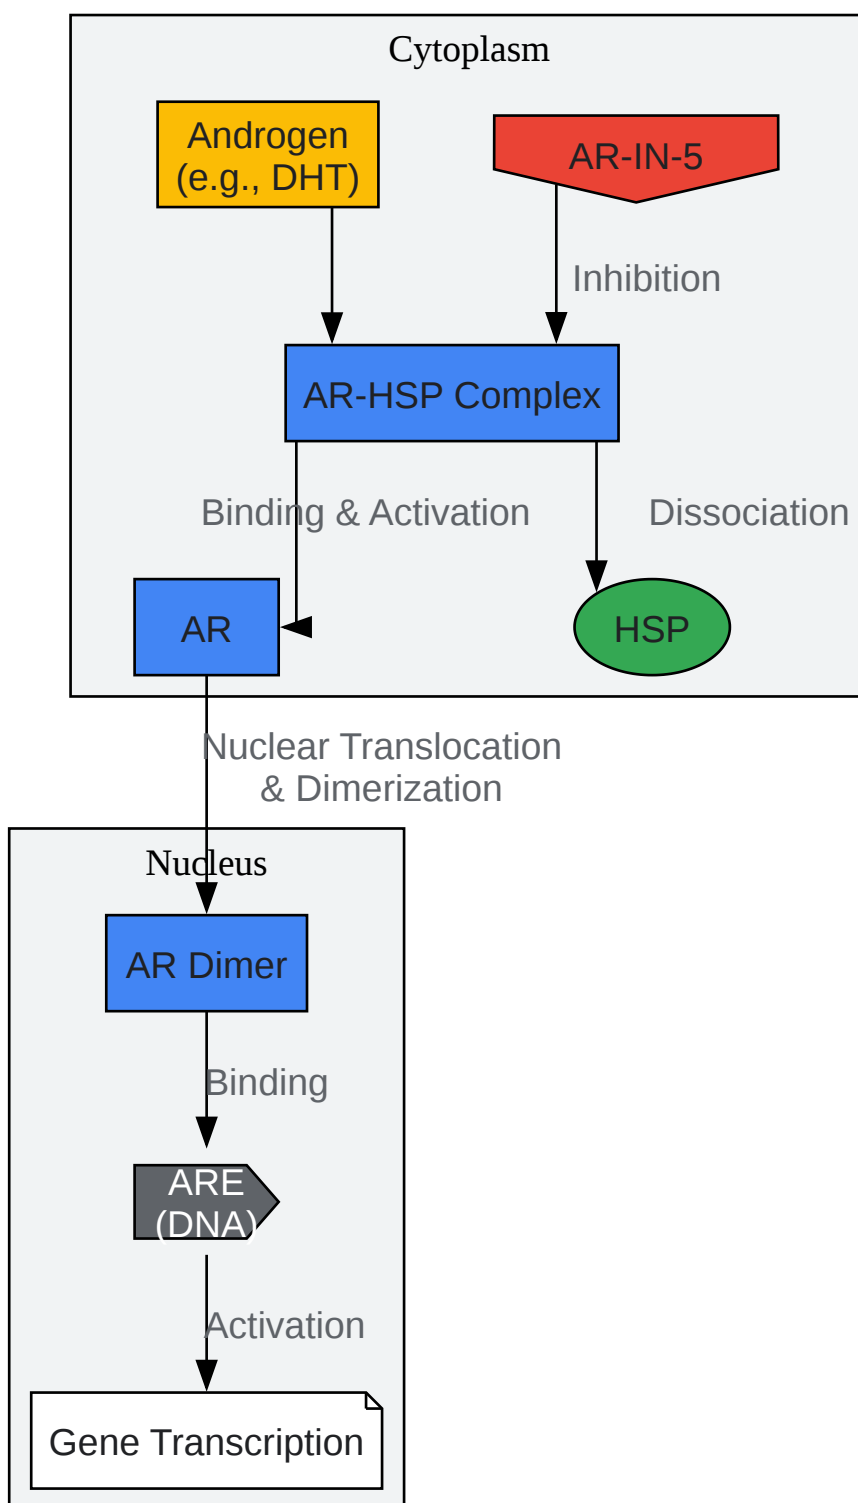 Cytoplasm
Androgen
(e.g., DHT)
AR-IN-5
Inhibition
AR-HSP Complex
Binding & Activation
Dissociation
AR
HSP
Nuclear Translocation
& Dimerization
Nucleus
AR Dimer
Binding
ARE
(DNA)
Activation
Gene Transcription